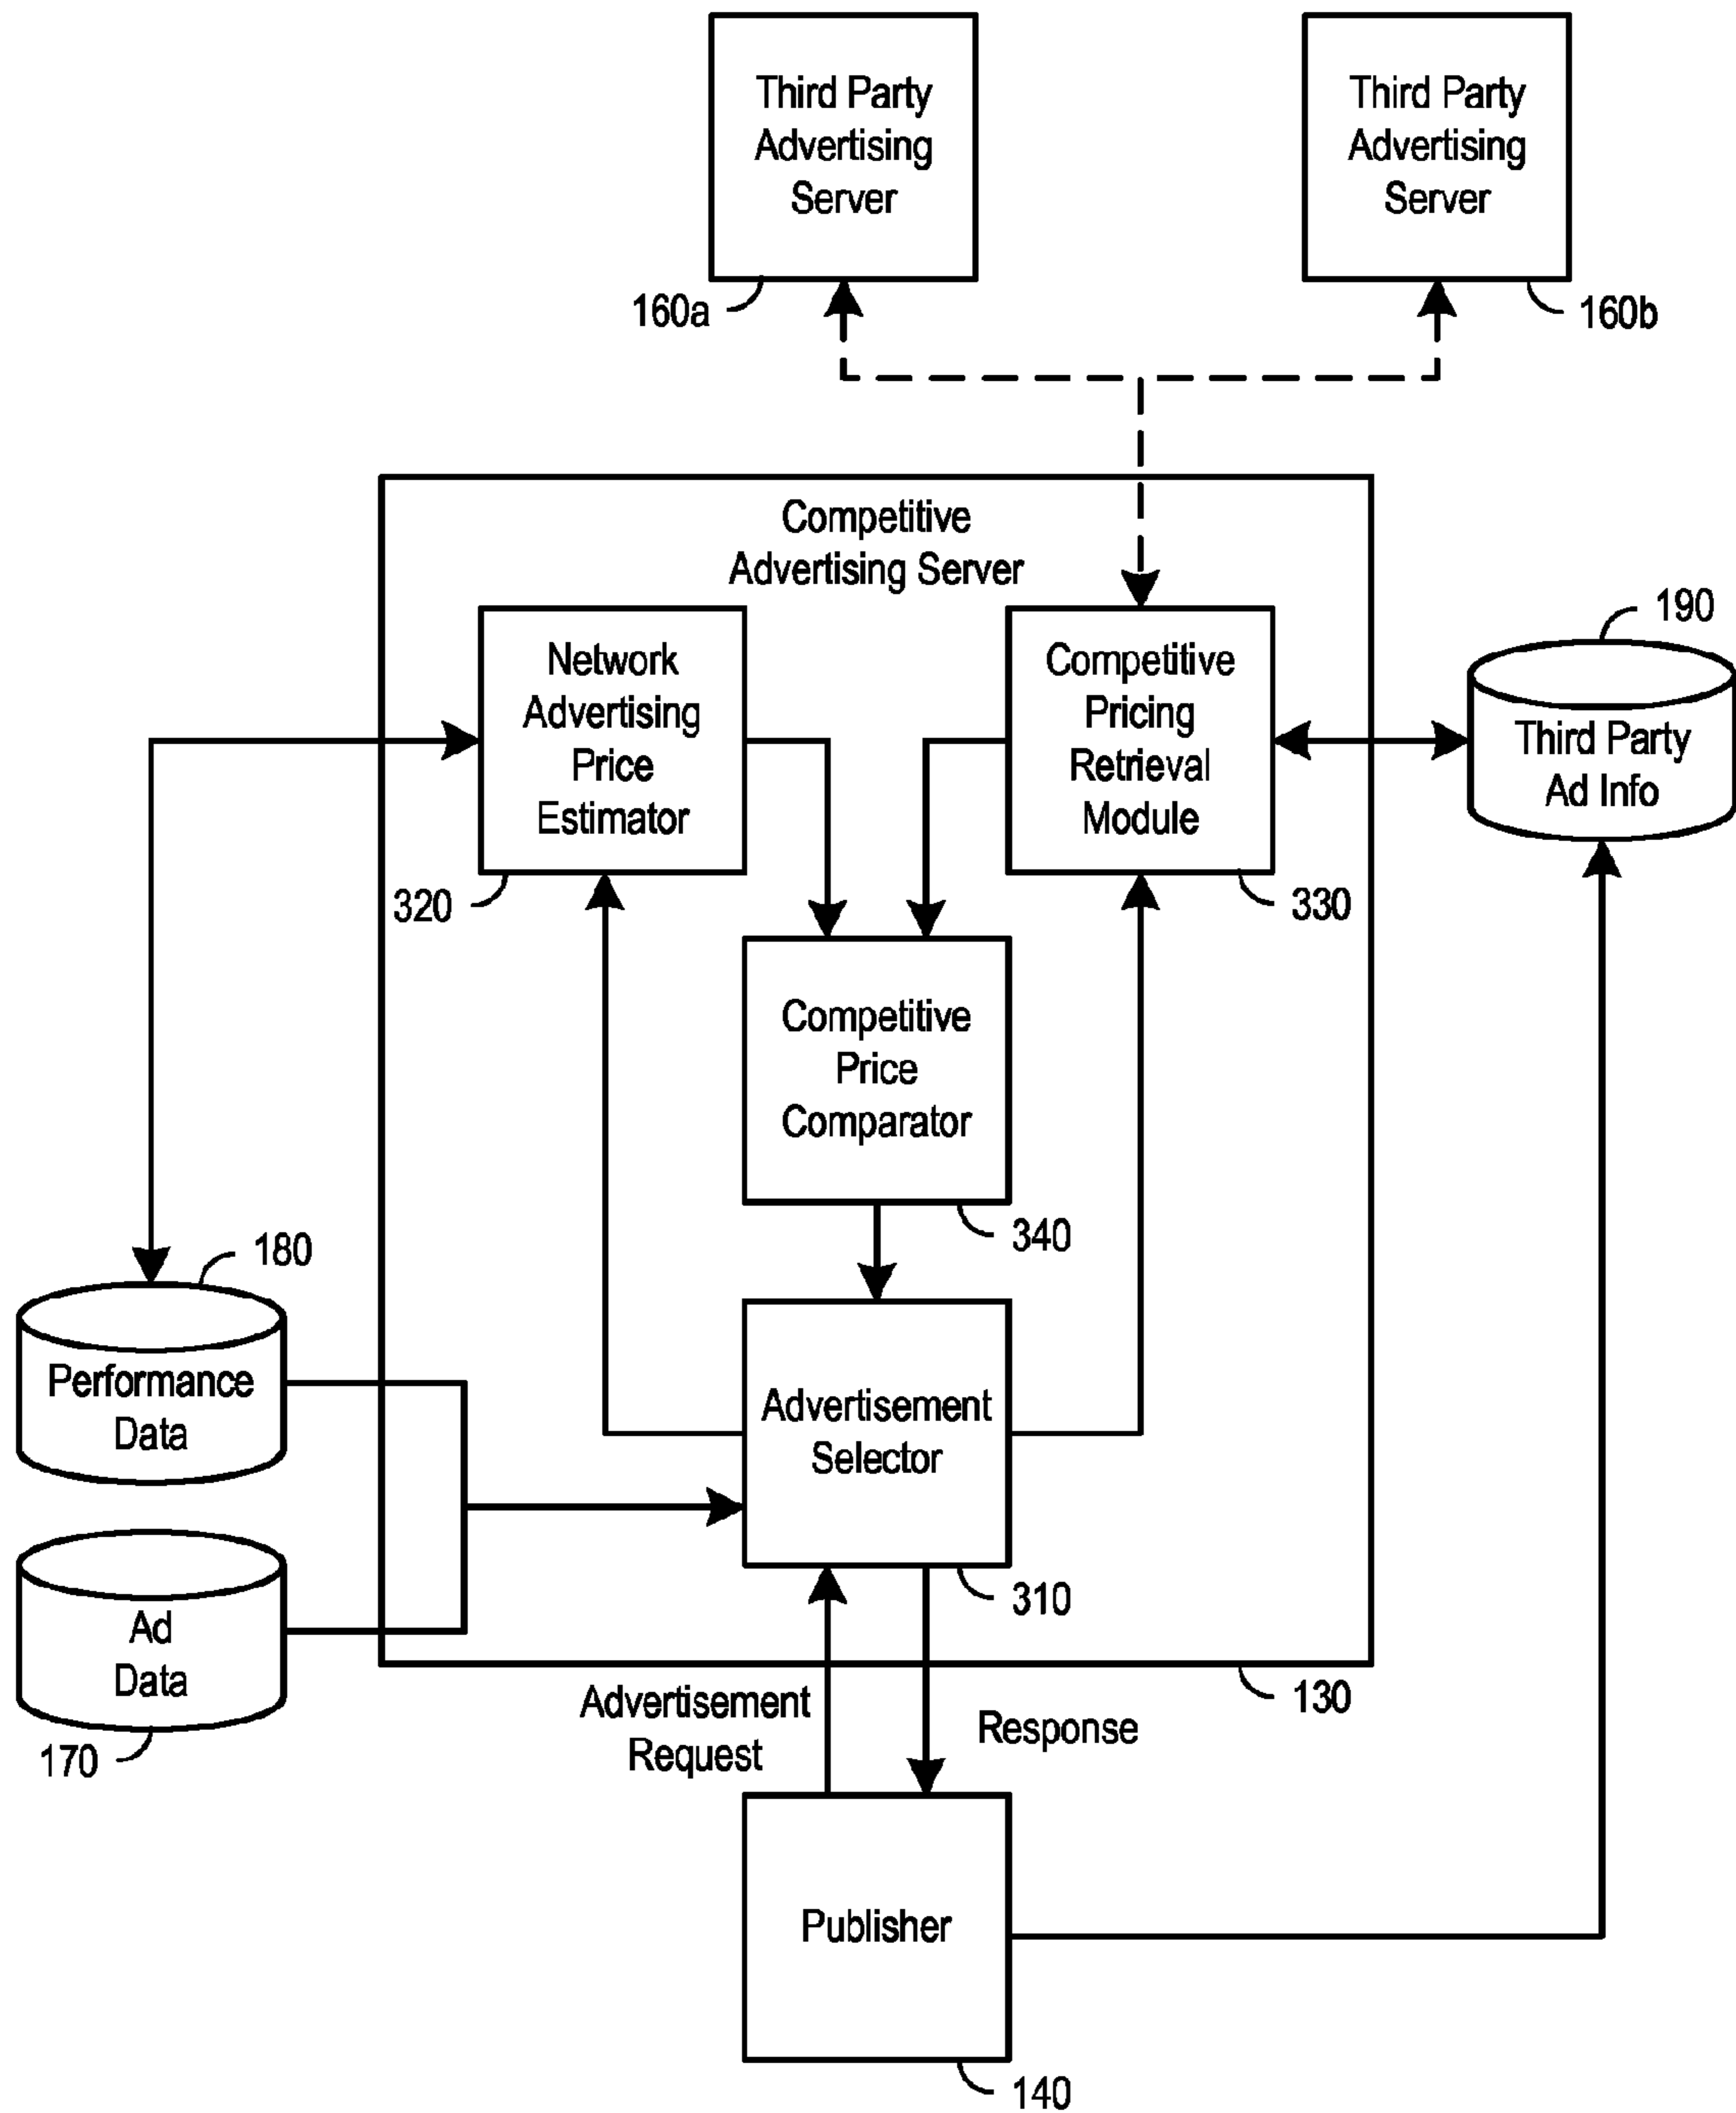 Third Party
Advertising
Server
160a
Third Party
Advertising
Server
160b
Competitive
Advertising Server
Network
Advertising
Price
Estimator
320
Competitive
Pricing
Retrieval
Module
330
190
Third Party
Ad Info
Competitive
Price
Comparator
340
180
Performance
Data
Advertisement
Selector
310
Ad
Data
170
130
Advertisement
Request
Response
Publisher
140